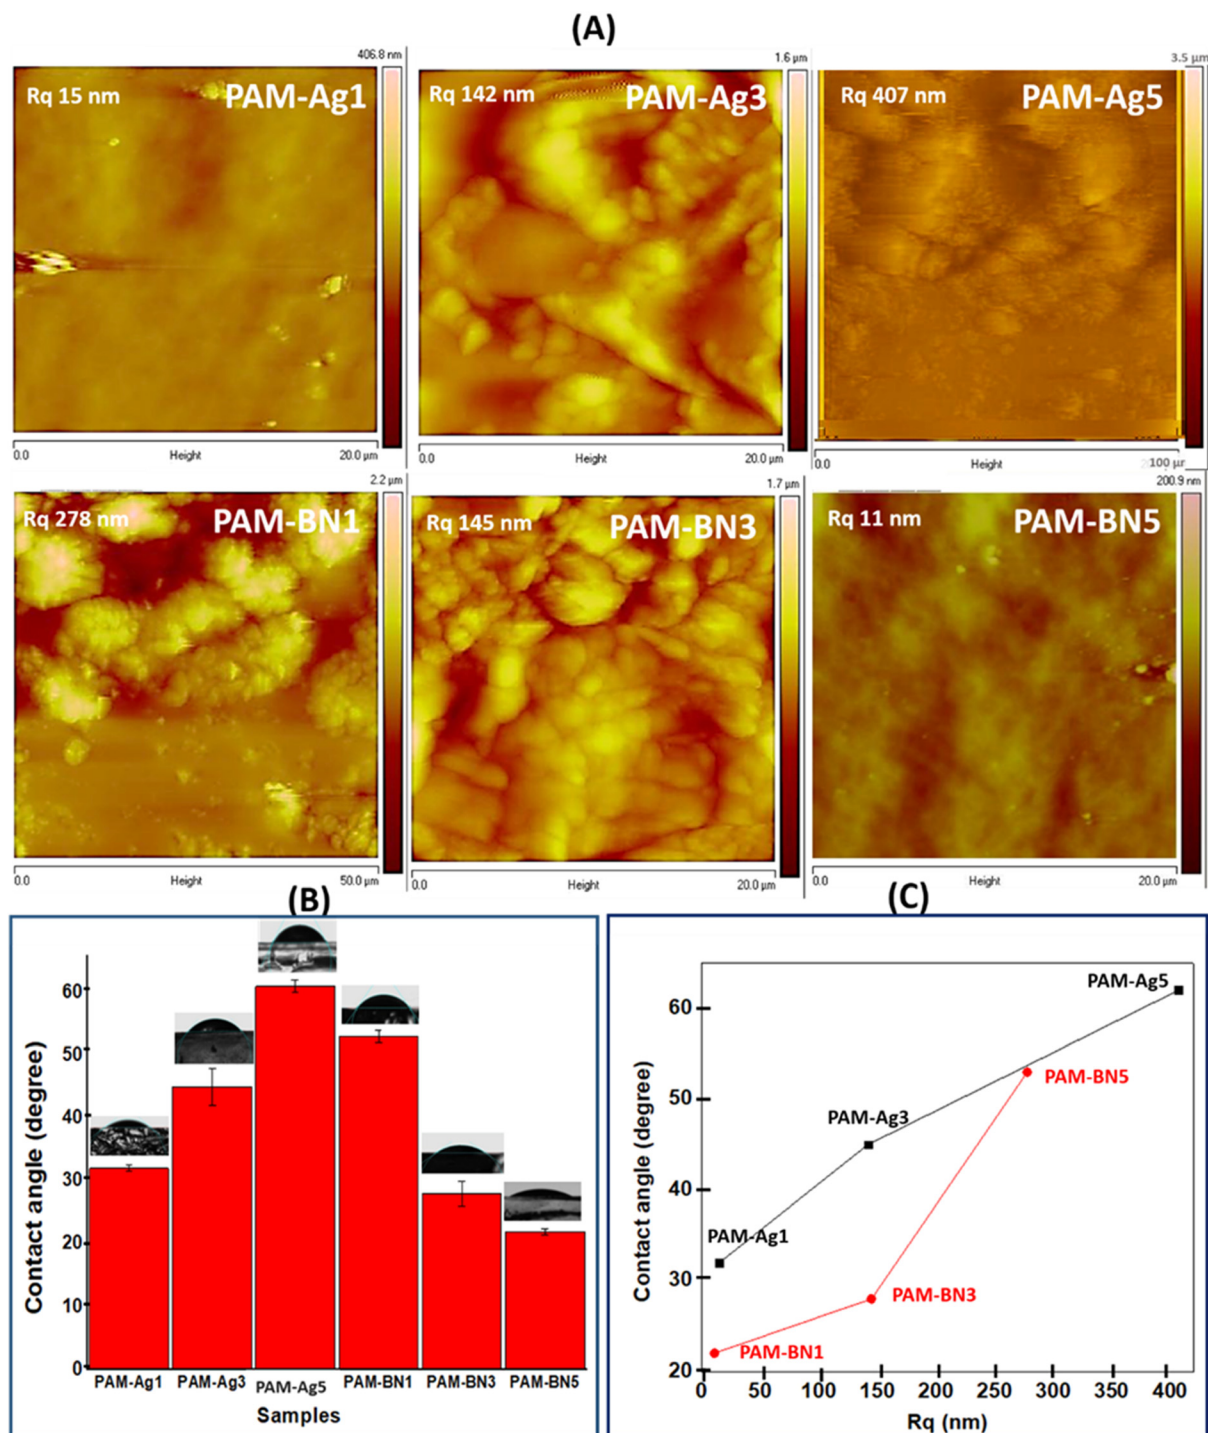 (A)
406.8 nm
Rq 15 nm
PAM-Ag1
0.0
Height
20.0 µm
1.6 µm
Rq 142 nm
PAM-Ag3
0.0
Height
20.0 µm
3.5 µm
Rq 407 nm
PAM-Ag5
0.0
Height
100 µm
2.2 µm
Rq 278 nm
PAM-BN1
0.0
Height
50.0 µm
1.7 µm
Rq 145 nm
PAM-BN3
0.0
Height
20.0 µm
200.9 nm
Rq 11 nm
PAM-BN5
0.0
Height
20.0 µm
(B)
Contact angle (degree)
60
50
40
30
20
10
0
PAM-Ag1
PAM-Ag3
PAM-Ag5
PAM-BN1
PAM-BN3
PAM-BN5
Samples
(C)
Contact angle (degree)
60
50
40
30
20
PAM-Ag5
PAM-BN5
PAM-Ag3
PAM-Ag1
PAM-BN3
PAM-BN1
0
50
100
150
200
250
300
350
400
Rq (nm)